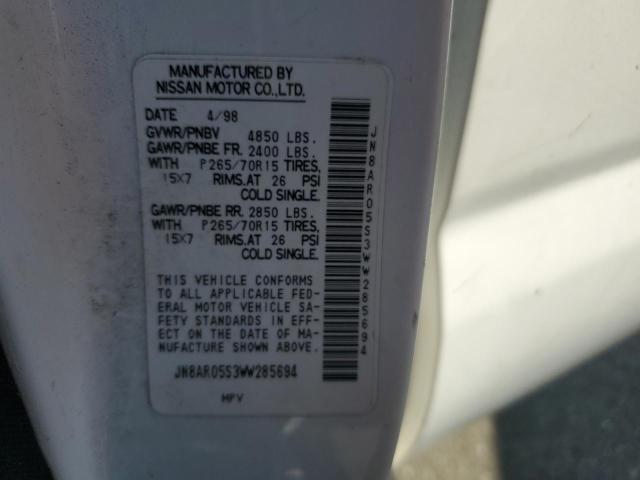 MANUFACTURED BY
NISSAN MOTOR CO.,LTD.
DATE 4/98
GVWR/PNBV 4850 LBS.
GAWR/PNBE FR. 2400 LBS.
WITH P265/70R15 TIRES,
15X7 RIMS.AT 26 PSI
COLD SINGLE.
GAWR/PNBE RR. 2850 LBS.
WITH P265/70R15 TIRES,
15X7 RIMS.AT 26 PSI
COLD SINGLE.
THIS VEHICLE CONFORMS
TO ALL APPLICABLE FED-
ERAL MOTOR VEHICLE SA-
FETY STANDARDS IN EFF-
ECT ON THE DATE OF MA-
NUFACTURE SHOWN ABOVE.
JN8AR05S3WW285694
MPV
JN8AR05S3WW285694